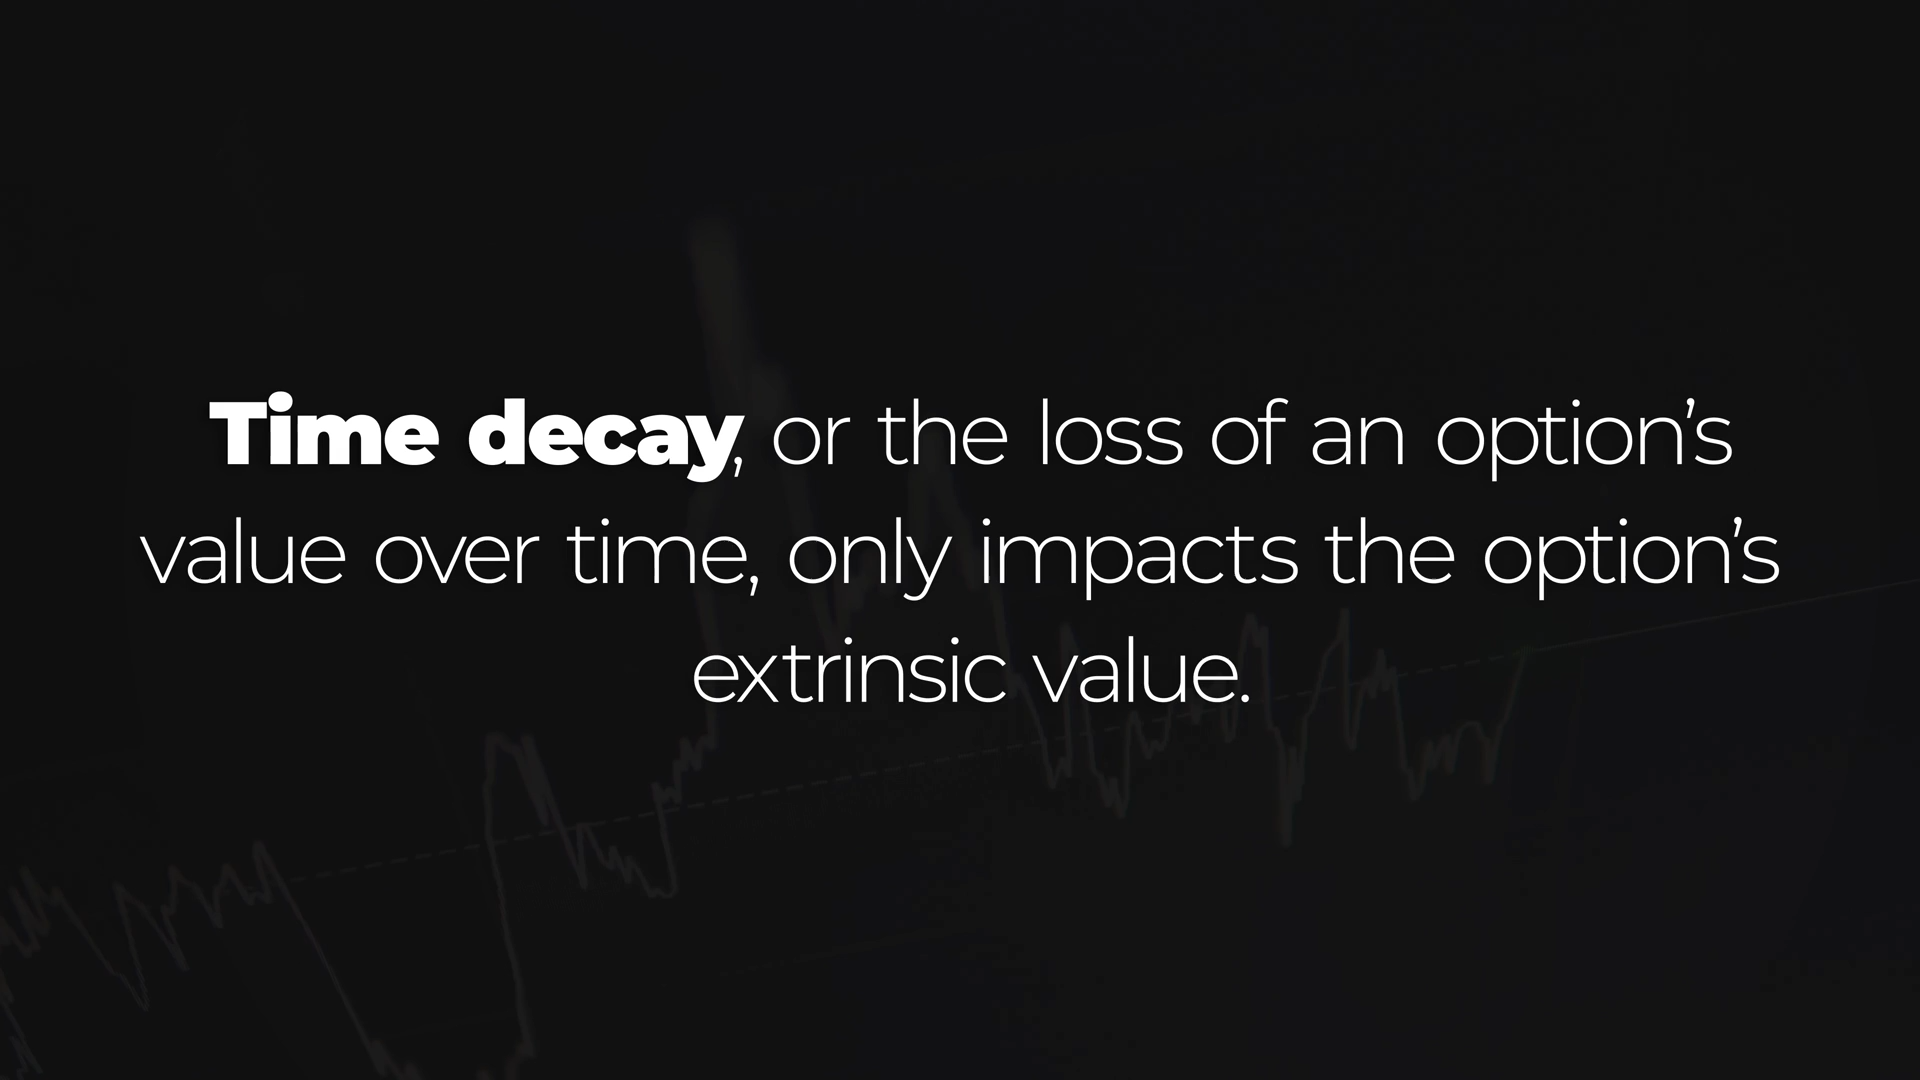 Time decay, or the loss of an option’s
value over time, only impacts the option’s
extrinsic value.